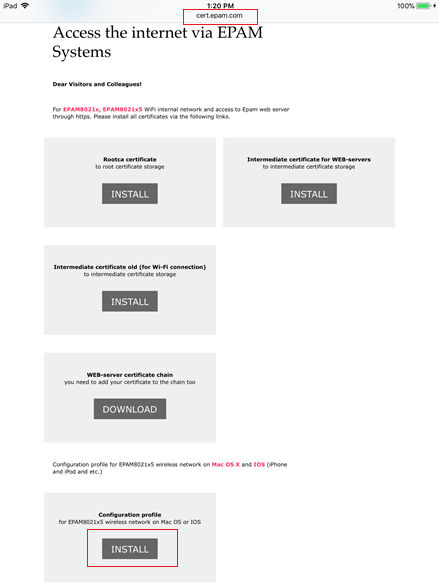 iPad 1:20 PM 100%
cert.epam.com
Access the internet via EPAM
Systems
Dear Visitors and Colleagues!
For EPAM8021x, EPAM8021x5 WiFi internal network and access to Epam web server
through https. Please install all certificates via the following links.
Rootca certificate
to root certificate storage
INSTALL
Intermediate certificate for WEB-servers
to intermediate certificate storage
INSTALL
Intermediate certificate old (for Wi-Fi connection)
to intermediate certificate storage
INSTALL
WEB-server certificate chain
you need to add your certificate to the chain too
DOWNLOAD
Configuration profile for EPAM8021x5 wireless network on Mac OS X and IOS (iPhone
and iPod and etc.)
Configuration profile
for EPAM8021x5 wireless network on Mac OS or IOS
INSTALL